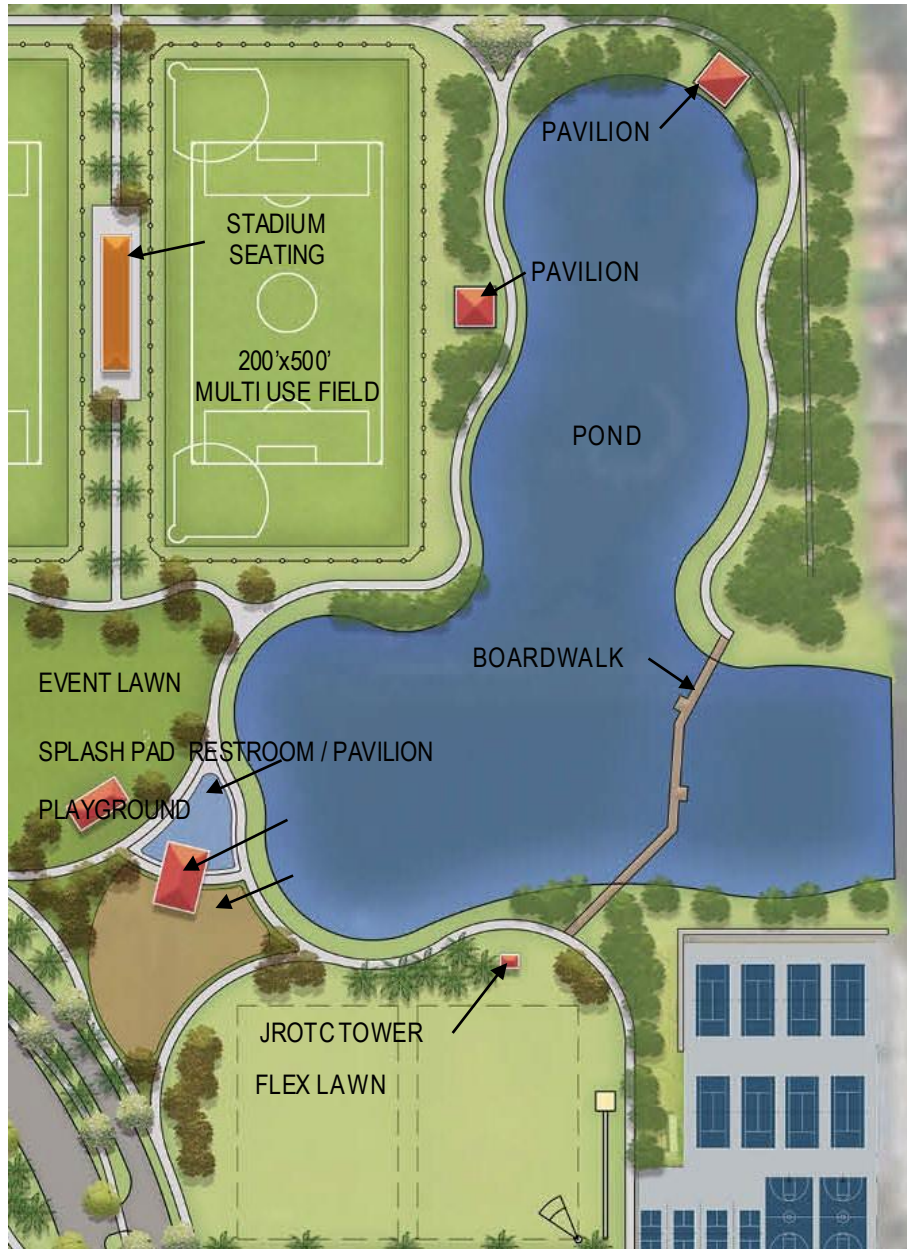 PAVILION
STADIUM
SEATING
PAVILION
200'x500'
MULTI USE FIELD
POND
BOARDWALK
EVENT LAWN
SPLASH PAD RESTROOM / PAVILION
PLAYGROUND
JROTC TOWER
FLEX LAWN